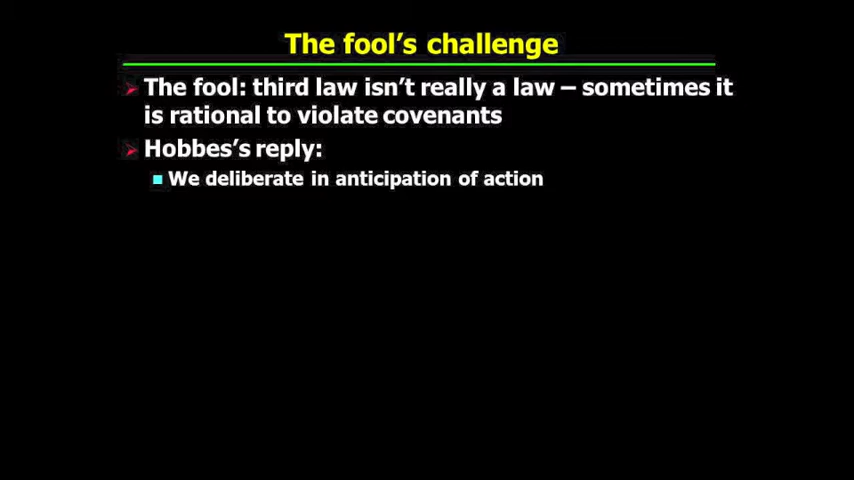 The fool's challenge
The fool: third law isn't really a law – sometimes it
is rational to violate covenants
Hobbes's reply:
We deliberate in anticipation of action